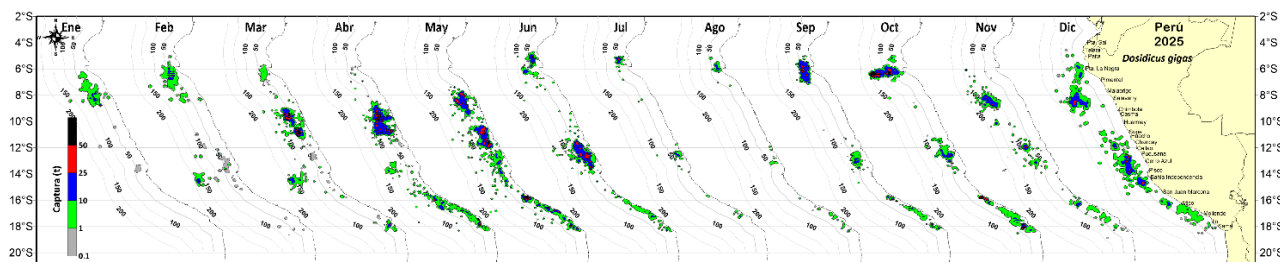 2°S
4°S
6°S
8°S
10°S
12°S
14°S
16°S
18°S
20°S
Ene
Feb
Mar
Abr
May
Jun
Jul
Ago
Sep
Oct
Nov
Dic
Perú
2025
Dosidicus gigas
Captura (t)
50
25
10
1
0.1
50
100
150
200
Pta. La Negra
Pimentel
Malabrigo
Salaverry
Chimbote
Casma
Huarmey
Supe
Huacho
Chancay
Callao
Pucusana
Cerro Azul
Pisco
Bahía Independencia
San Juan Marcona
Atico
Mollendo
Ilo
2°S
4°S
6°S
8°S
10°S
12°S
14°S
16°S
18°S
20°S